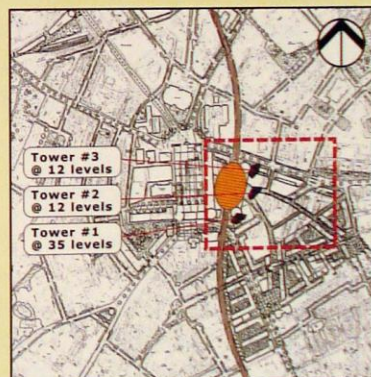 Tower #3
@ 12 levels
Tower #2
@ 12 levels
Tower #1
@ 35 levels